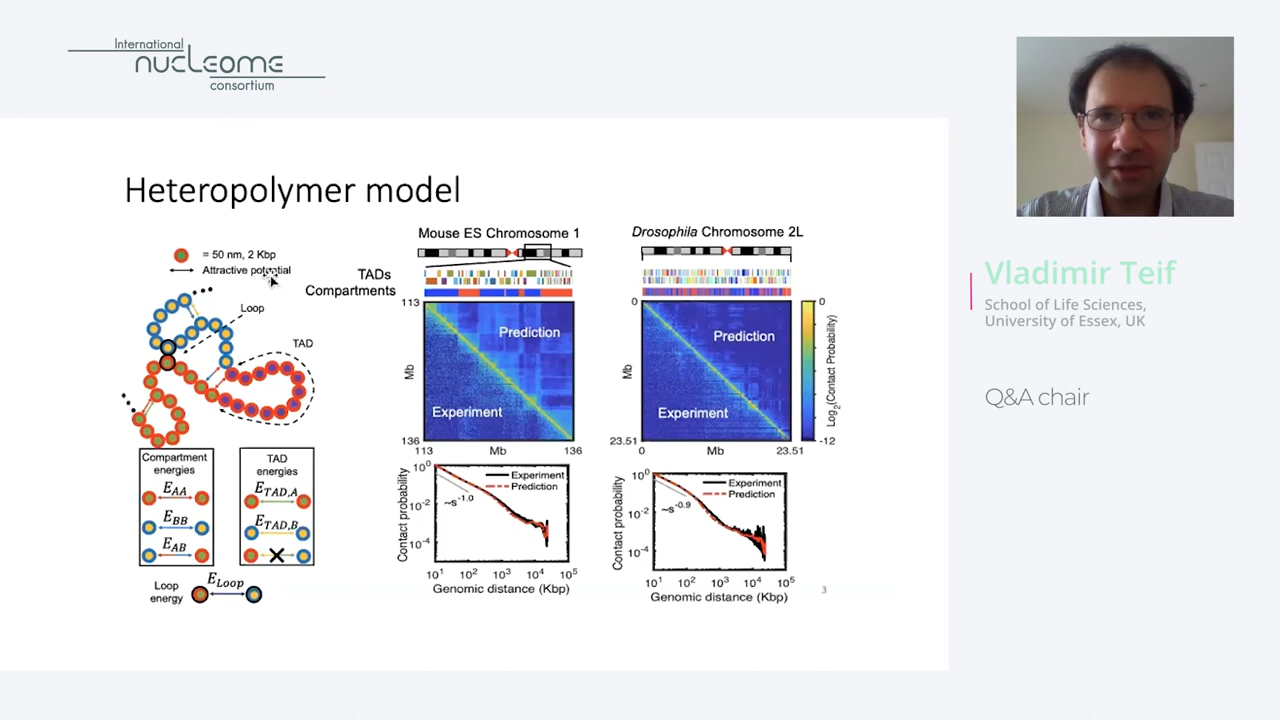 International
nucleome
consortium
Heteropolymer model
= 50 nm, 2 Kbp
Attractive potential
Loop
TAD
Compartment
energies
E_AA
E_BB
E_AB
TAD
energies
E_TAD,A
E_TAD,B
Loop
energy
E_Loop
Mouse ES Chromosome 1
TADs
Compartments
113
Prediction
Mb
Experiment
136
113
Mb
136
10^0
Experiment
Prediction
~s^-1.0
10^-2
10^-4
Contact probability
10^1 10^2 10^3 10^4 10^5
Genomic distance (Kbp)
Drosophila Chromosome 2L
0
Prediction
Mb
Experiment
23.51
0
Mb
23.51
0
Log2(Contact Probability)
-12
10^0
Experiment
Prediction
~s^-0.9
10^-2
10^-4
Contact probability
10^1 10^2 10^3 10^4 10^5
Genomic distance (Kbp)
3
Vladimir Teif
School of Life Sciences,
University of Essex, UK
Q&A chair